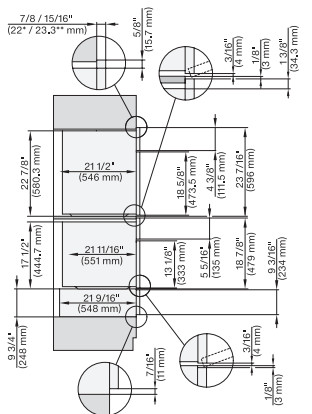 7/8 / 15/16"
(22* / 23.3** mm)
5/8"
(15.7 mm)
3/16"
(4 mm)
1/8"
(3 mm)
1 3/8"
(34.3 mm)
22 7/8"
(580.3 mm)
21 1/2"
(546 mm)
18 5/8"
(473.5 mm)
4 3/8"
(111.5 mm)
23 7/16"
(596 mm)
17 1/2"
(444.7 mm)
21 11/16"
(551 mm)
13 1/8"
(333 mm)
5 5/16"
(135 mm)
18 7/8"
(479 mm)
9 3/16"
(234 mm)
21 9/16"
(548 mm)
9 3/4"
(248 mm)
7/16"
(11 mm)
3/16"
(4 mm)
1/8"
(3 mm)